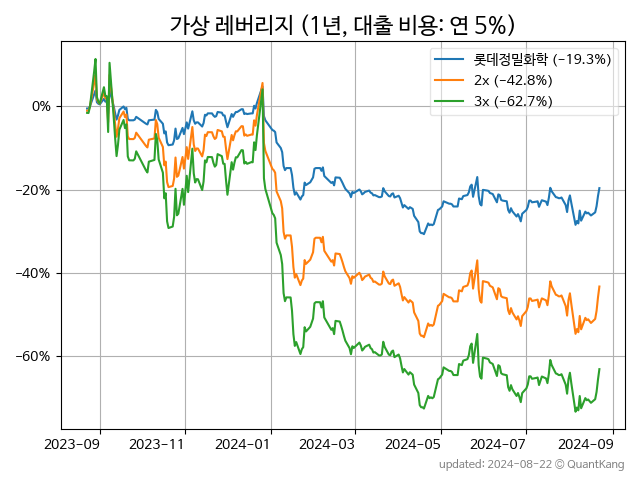 가상 레버리지 (1년, 대출 비용: 연 5%)
롯데정밀화학 (−19.3%)
2x (−42.8%)
3x (−62.7%)
0%
−20%
−40%
−60%
2023-09 2023-11 2024-01 2024-03 2024-05 2024-07 2024-09
updated: 2024-08-22 © QuantKang